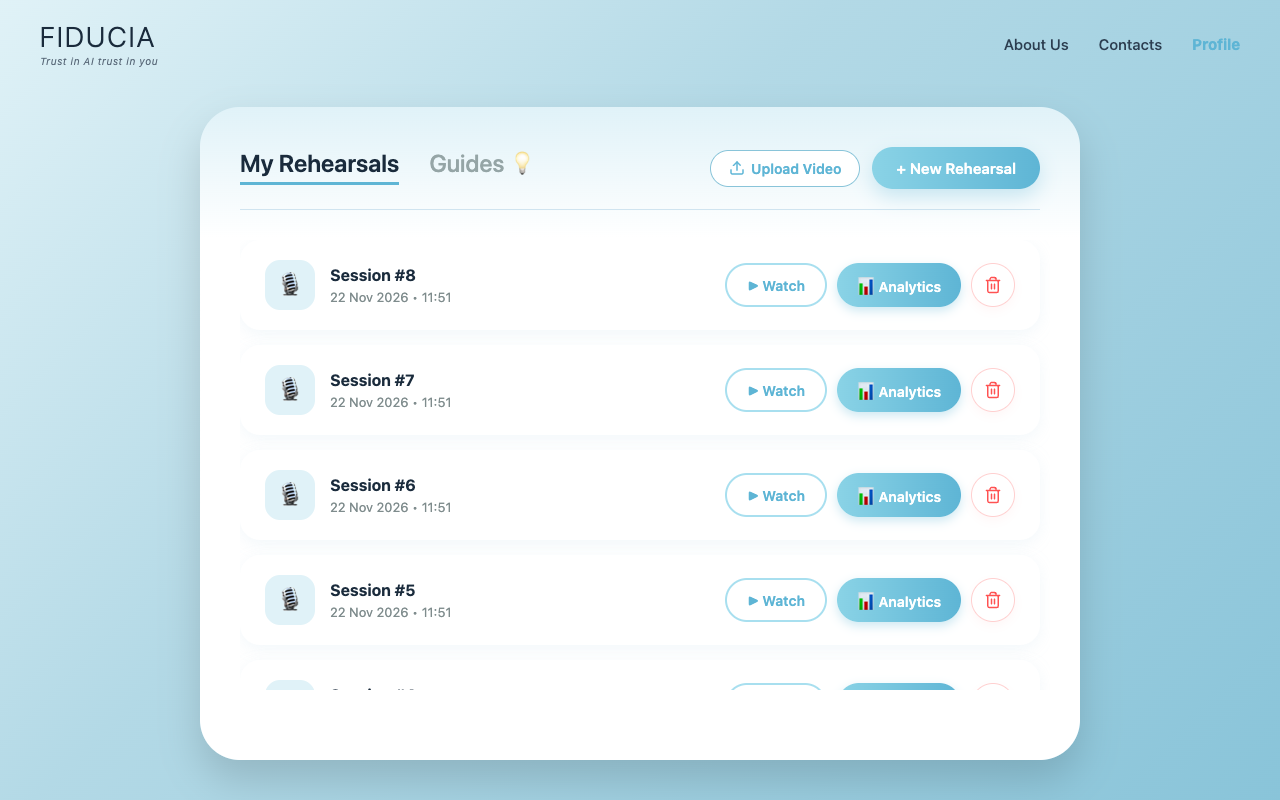 FIDUCIA
Trust in AI trust in you
About Us
Contacts
Profile
My Rehearsals
Guides 💡
Upload Video
+ New Rehearsal
Session #8
22 Nov 2026 • 11:51
▶ Watch
📊 Analytics
Session #7
22 Nov 2026 • 11:51
▶ Watch
📊 Analytics
Session #6
22 Nov 2026 • 11:51
▶ Watch
📊 Analytics
Session #5
22 Nov 2026 • 11:51
▶ Watch
📊 Analytics